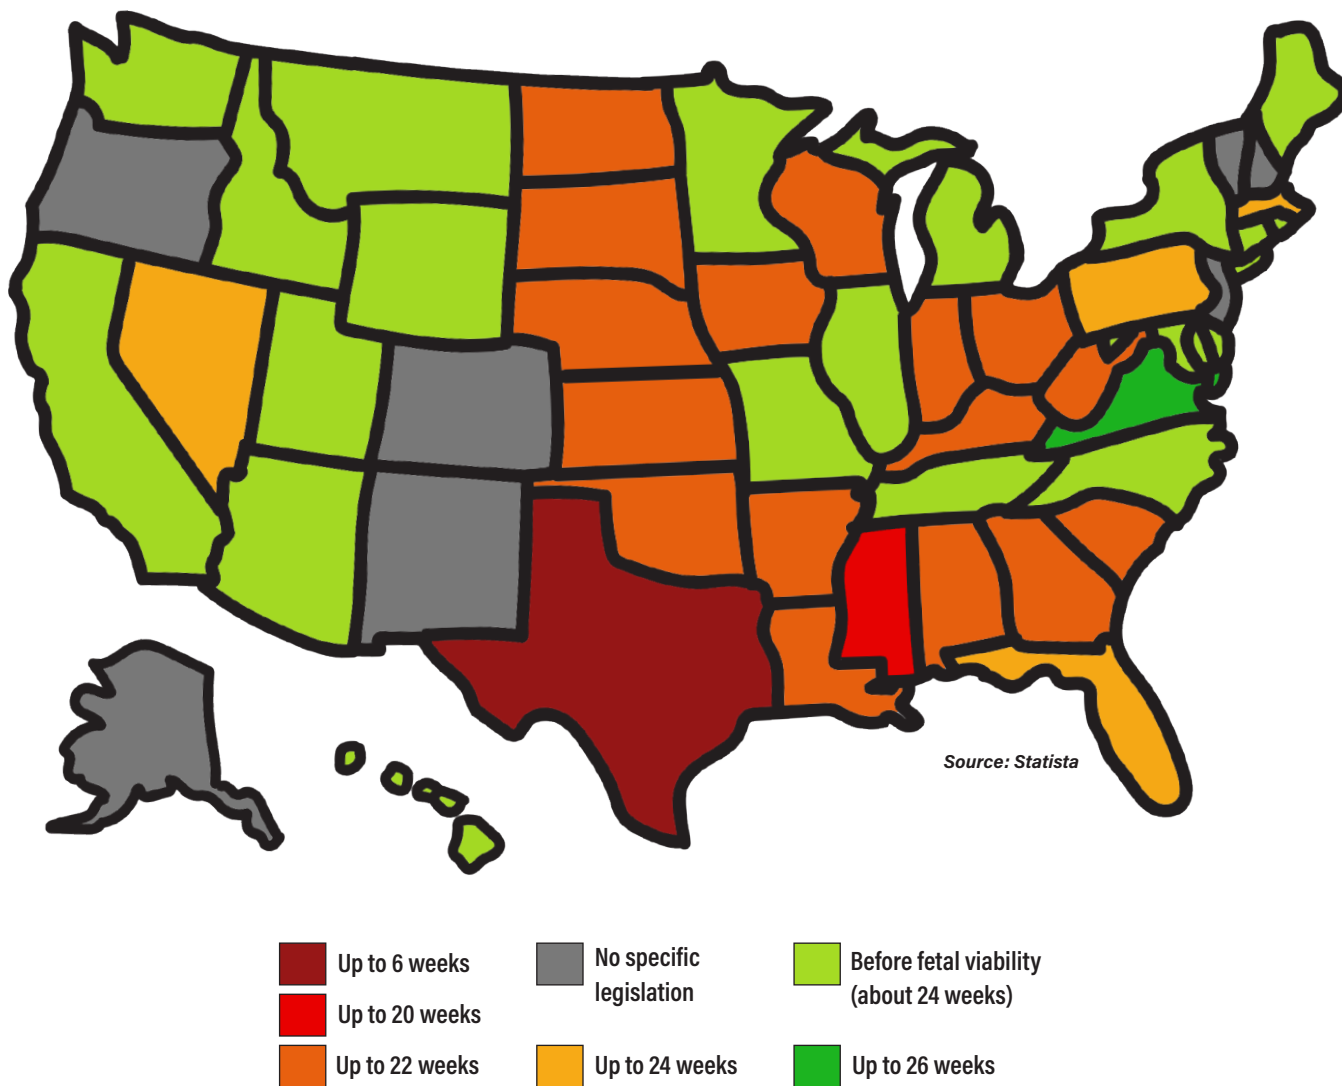 Source: Statista
Up to 6 weeks
No specific
legislation
Before fetal viability
(about 24 weeks)
Up to 20 weeks
Up to 22 weeks
Up to 24 weeks
Up to 26 weeks